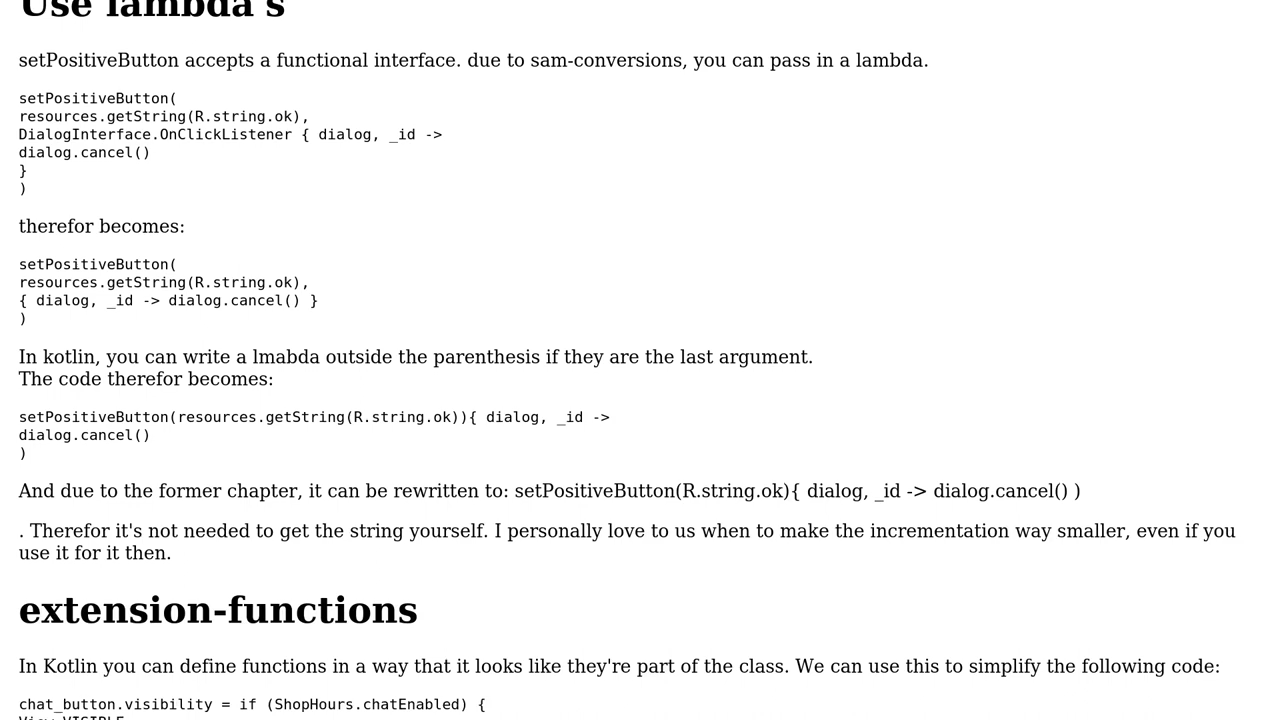 Use lambda's
setPositiveButton accepts a functional interface. due to sam-conversions, you can pass in a lambda.
setPositiveButton(
resources.getString(R.string.ok),
DialogInterface.OnClickListener { dialog, _id ->
dialog.cancel()
}
)
therefor becomes:
setPositiveButton(
resources.getString(R.string.ok),
{ dialog, _id -> dialog.cancel() }
)
In kotlin, you can write a lmabda outside the parenthesis if they are the last argument.
The code therefor becomes:
setPositiveButton(resources.getString(R.string.ok)){ dialog, _id ->
dialog.cancel()
)
And due to the former chapter, it can be rewritten to: setPositiveButton(R.string.ok){ dialog, _id -> dialog.cancel() )
. Therefor it's not needed to get the string yourself. I personally love to us when to make the incrementation way smaller, even if you
use it for it then.
extension-functions
In Kotlin you can define functions in a way that it looks like they're part of the class. We can use this to simplify the following code:
chat_button.visibility = if (ShopHours.chatEnabled) {
View.VISIBLE